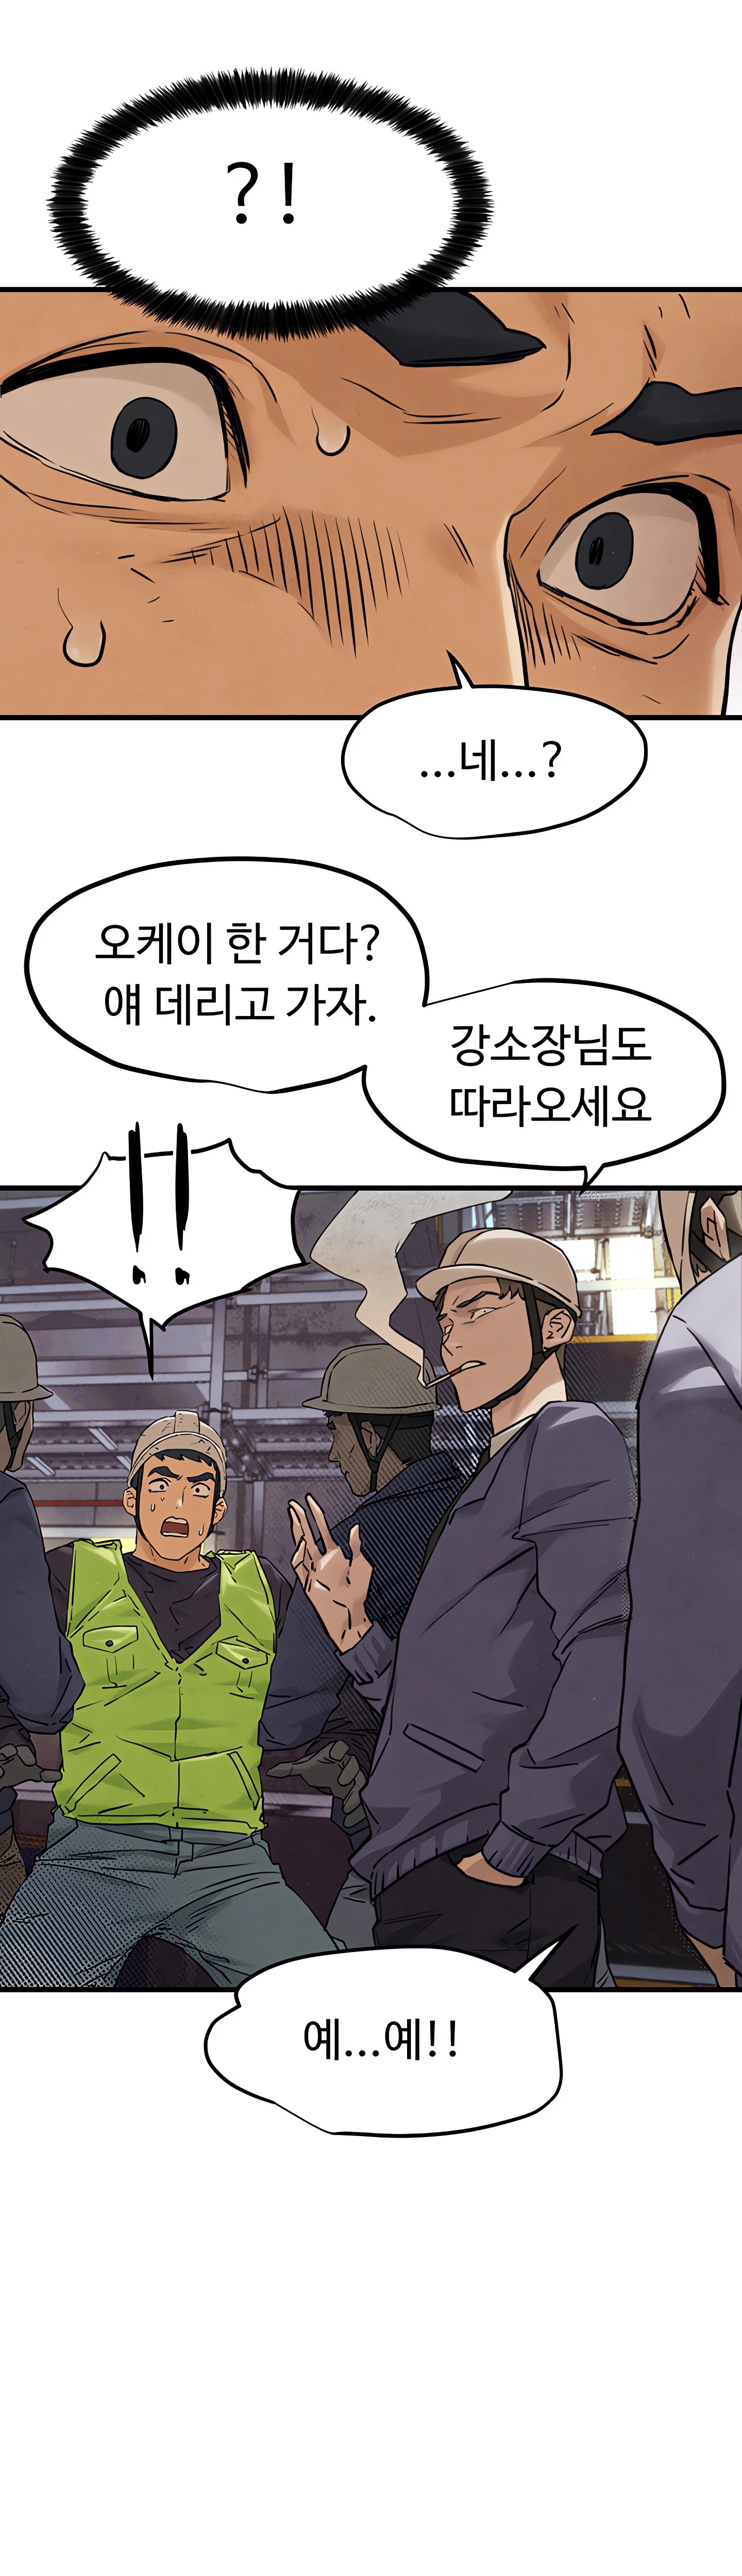 ?!
...네...?
오케이 한 거다?
얘 데리고 가자.
강소장님도
따라오세요
!!
예...예!!